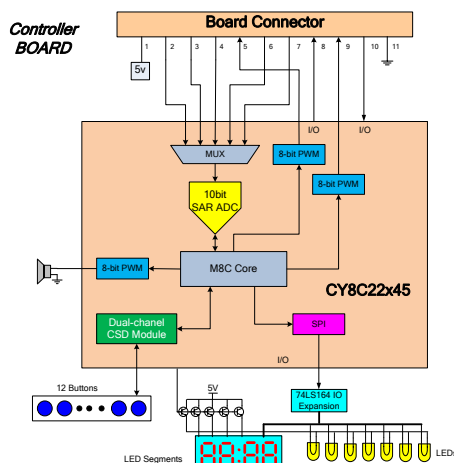 Controller
BOARD
Board Connector
1 2 3 4 5 6 7 8 9 10 11
5v
I/O
I/O
MUX
8-bit PWM
8-bit PWM
10bit
SAR ADC
8-bit PWM
M8C Core
CY8C22x45
Dual-chanel
CSD Module
SPI
I/O
12 Buttons
5V
74LS164 IO
Expansion
LED Segments
88:88
LED